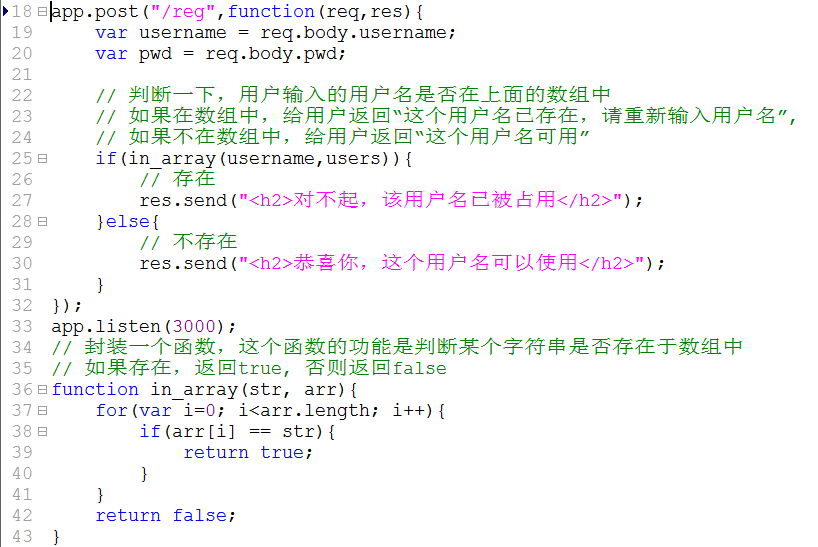 18 app.post("/reg",function(req,res){
19     var username = req.body.username;
20     var pwd = req.body.pwd;
21
22     // 判断一下，用户输入的用户名是否在上面的数组中
23     // 如果在数组中，给用户返回“这个用户名已存在，请重新输入用户名”，
24     // 如果不在数组中，给用户返回“这个用户名可用”
25     if(in_array(username,users)){
26         // 存在
27         res.send("<h2>对不起，该用户名已被占用</h2>");
28     }else{
29         // 不存在
30         res.send("<h2>恭喜你，这个用户名可以使用</h2>");
31     }
32 });
33 app.listen(3000);
34 // 封装一个函数，这个函数的功能是判断某个字符串是否存在于数组中
35 // 如果存在，返回true, 否则返回false
36 function in_array(str, arr){
37     for(var i=0; i<arr.length; i++){
38         if(arr[i] == str){
39             return true;
40         }
41     }
42     return false;
43 }